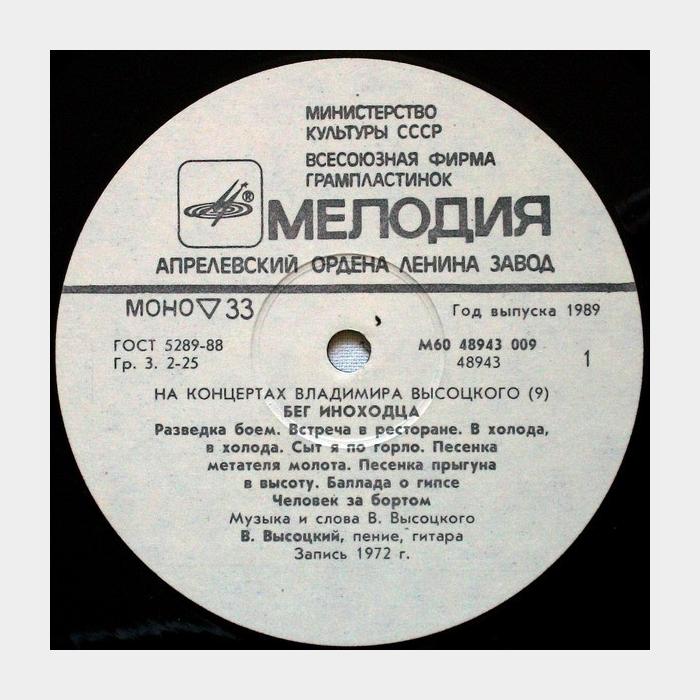 МИНИСТЕРСТВО
КУЛЬТУРЫ СССР
ВСЕСОЮЗНАЯ ФИРМА
ГРАМПЛАСТИНОК
®
МЕЛОДИЯ
АПРЕЛЕВСКИЙ ОРДЕНА ЛЕНИНА ЗАВОД
МОНО ▽ 33
Год выпуска 1989
ГОСТ 5289-88
Гр. 3. 2-25
М60 48943 009
48943
1
НА КОНЦЕРТАХ ВЛАДИМИРА ВЫСОЦКОГО (9)
БЕГ ИНОХОДЦА
Разведка боем. Встреча в ресторане. В холода,
в холода. Сыт я по горло. Песенка
метателя молота. Песенка прыгуна
в высоту. Баллада о гипсе
Человек за бортом
Музыка и слова В. Высоцкого
В. Высоцкий, пение, гитара
Запись 1972 г.